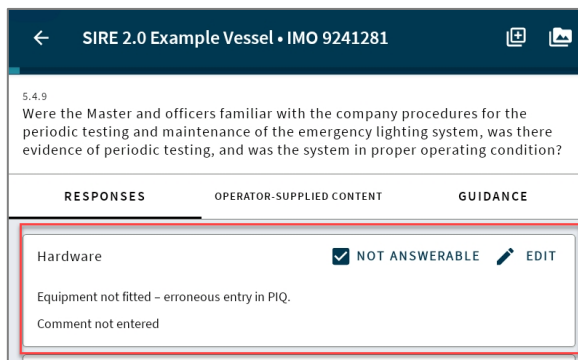 SIRE 2.0 Example Vessel • IMO 9241281
5.4.9
Were the Master and officers familiar with the company procedures for the
periodic testing and maintenance of the emergency lighting system, was there
evidence of periodic testing, and was the system in proper operating condition?
RESPONSES OPERATOR-SUPPLIED CONTENT GUIDANCE
Hardware NOT ANSWERABLE EDIT
Equipment not fitted – erroneous entry in PIQ.
Comment not entered